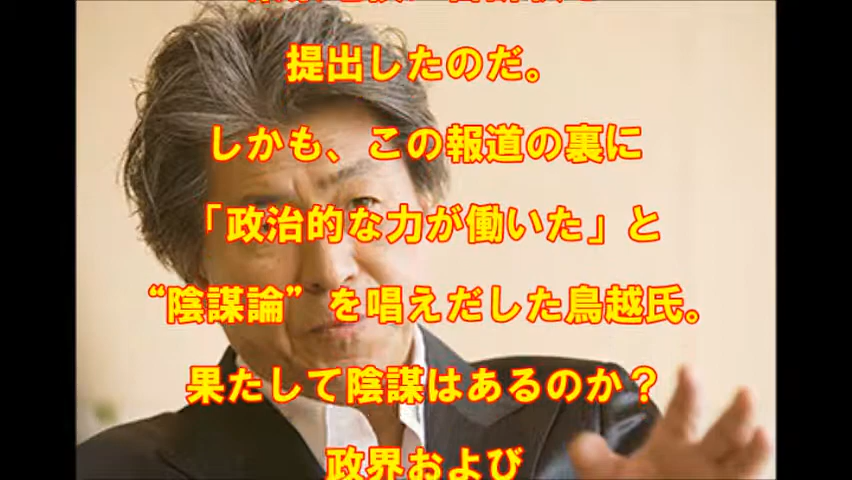 提出したのだ。
しかも、この報道の裏に
「政治的な力が働いた」と
“陰謀論”を唱えだした鳥越氏。
果たして陰謀はあるのか？
政界および